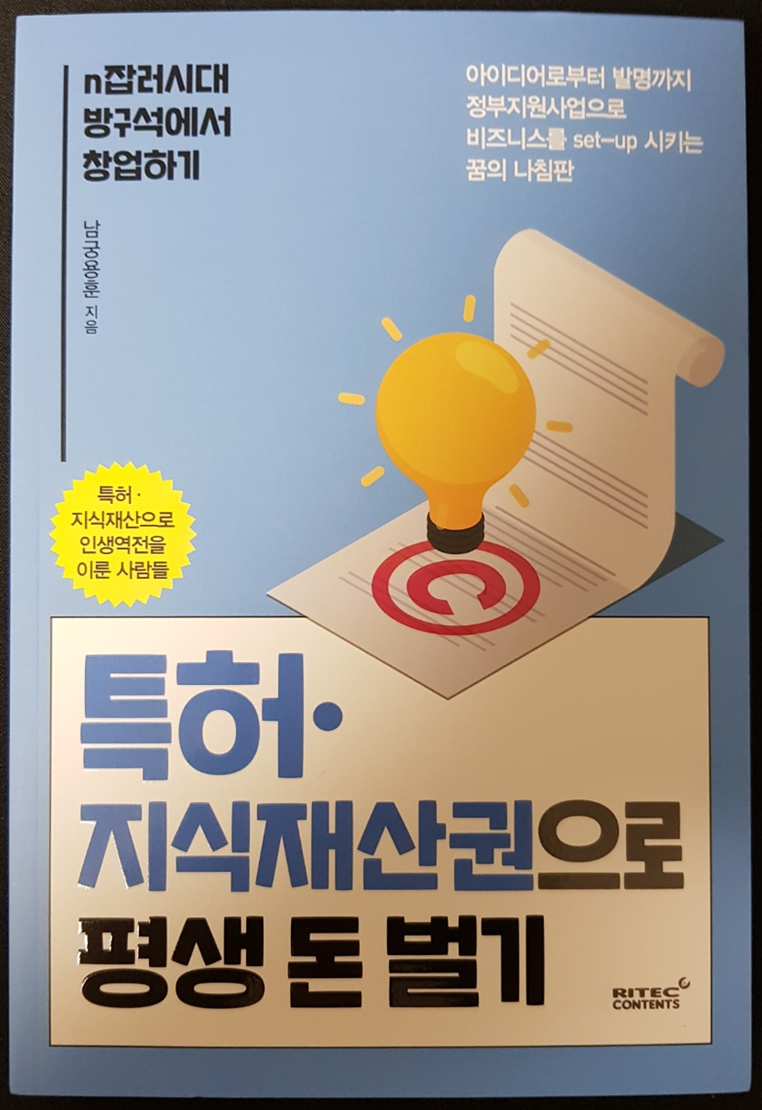 n잡러시대
방구석에서
창업하기
남궁용훈 지음
아이디어로부터 발명까지
정부지원사업으로
비즈니스를 set-up 시키는
꿈의 나침판
특허·
지식재산으로
인생역전을
이룬 사람들
C
특허·
지식재산권으로
평생 돈 벌기
RITEC
CONTENTS